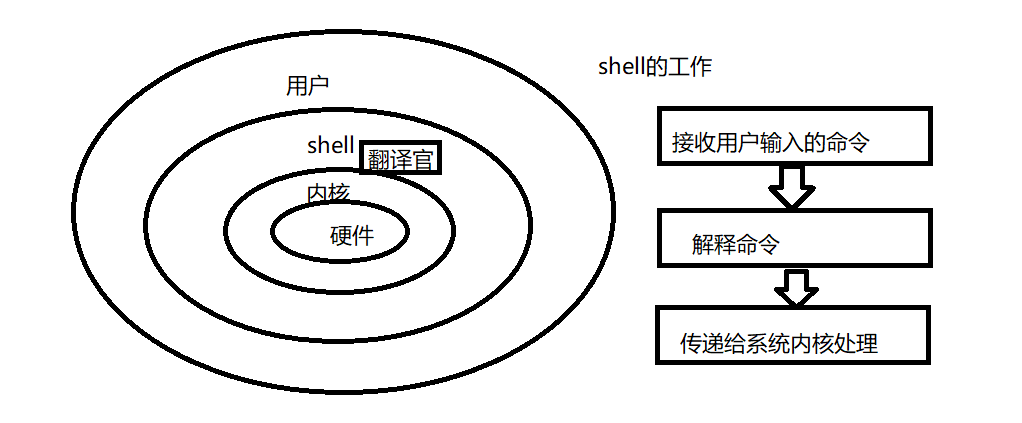 用户
shell
翻译官
内核
硬件
shell的工作
接收用户输入的命令
解释命令
传递给系统内核处理